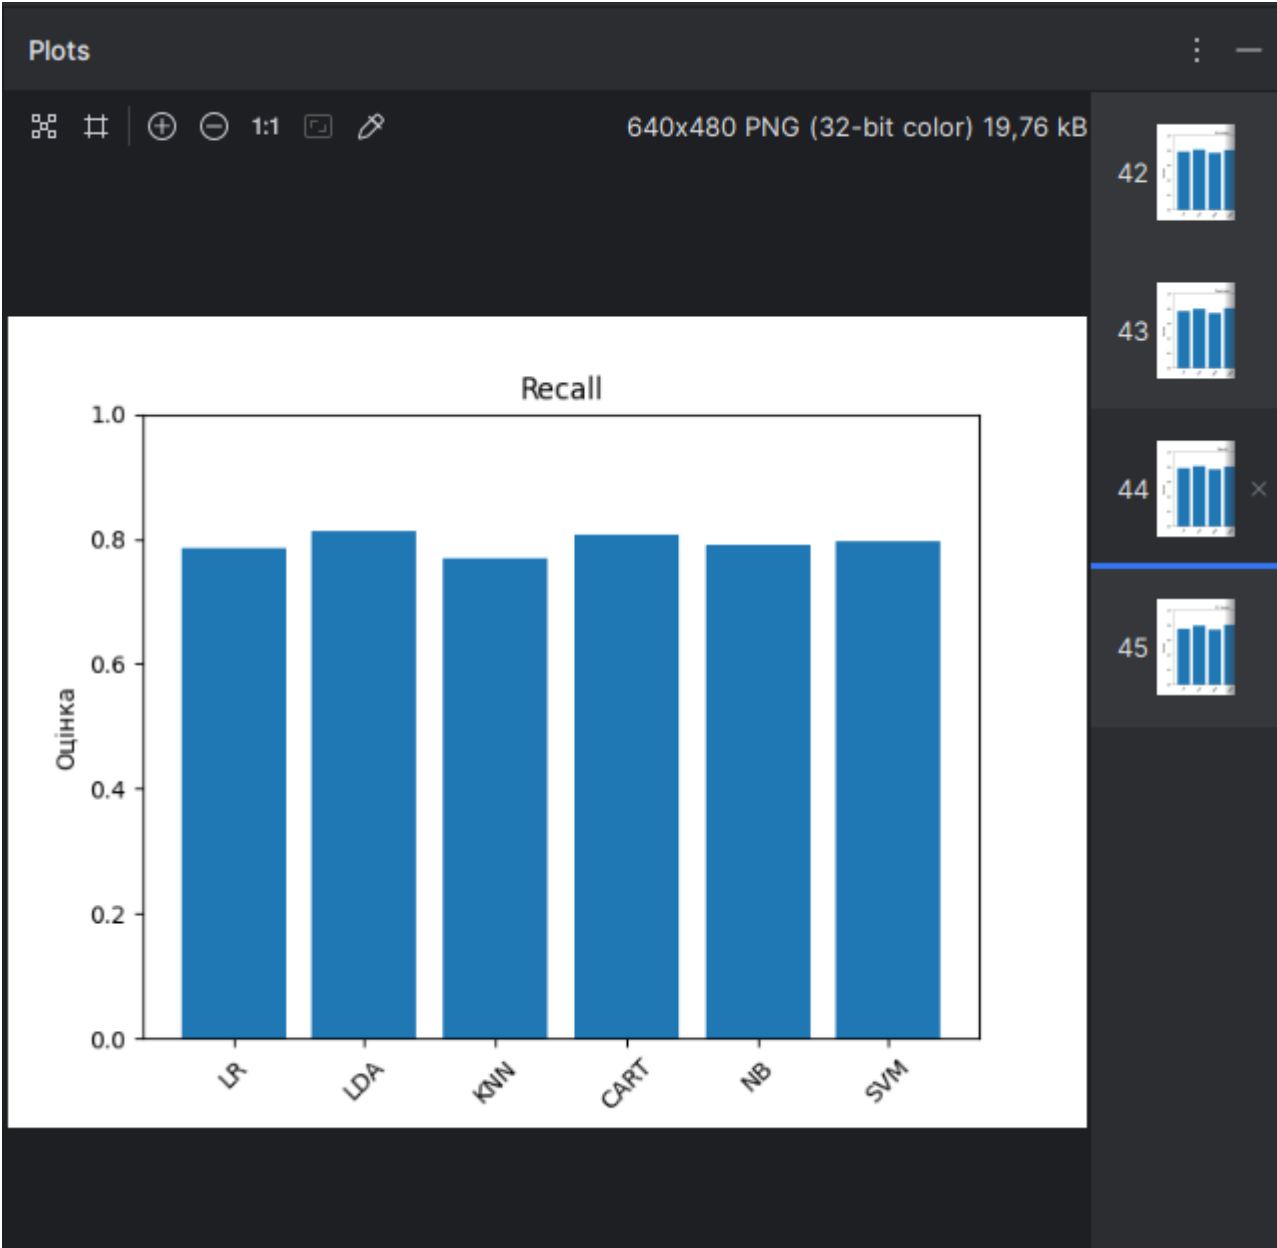 Plots
1:1
640x480 PNG (32-bit color) 19,76 kB
42
43
44
45
Recall
1.0
0.8
0.6
0.4
0.2
0.0
Оцінка
LR
LDA
KNN
CART
NB
SVM